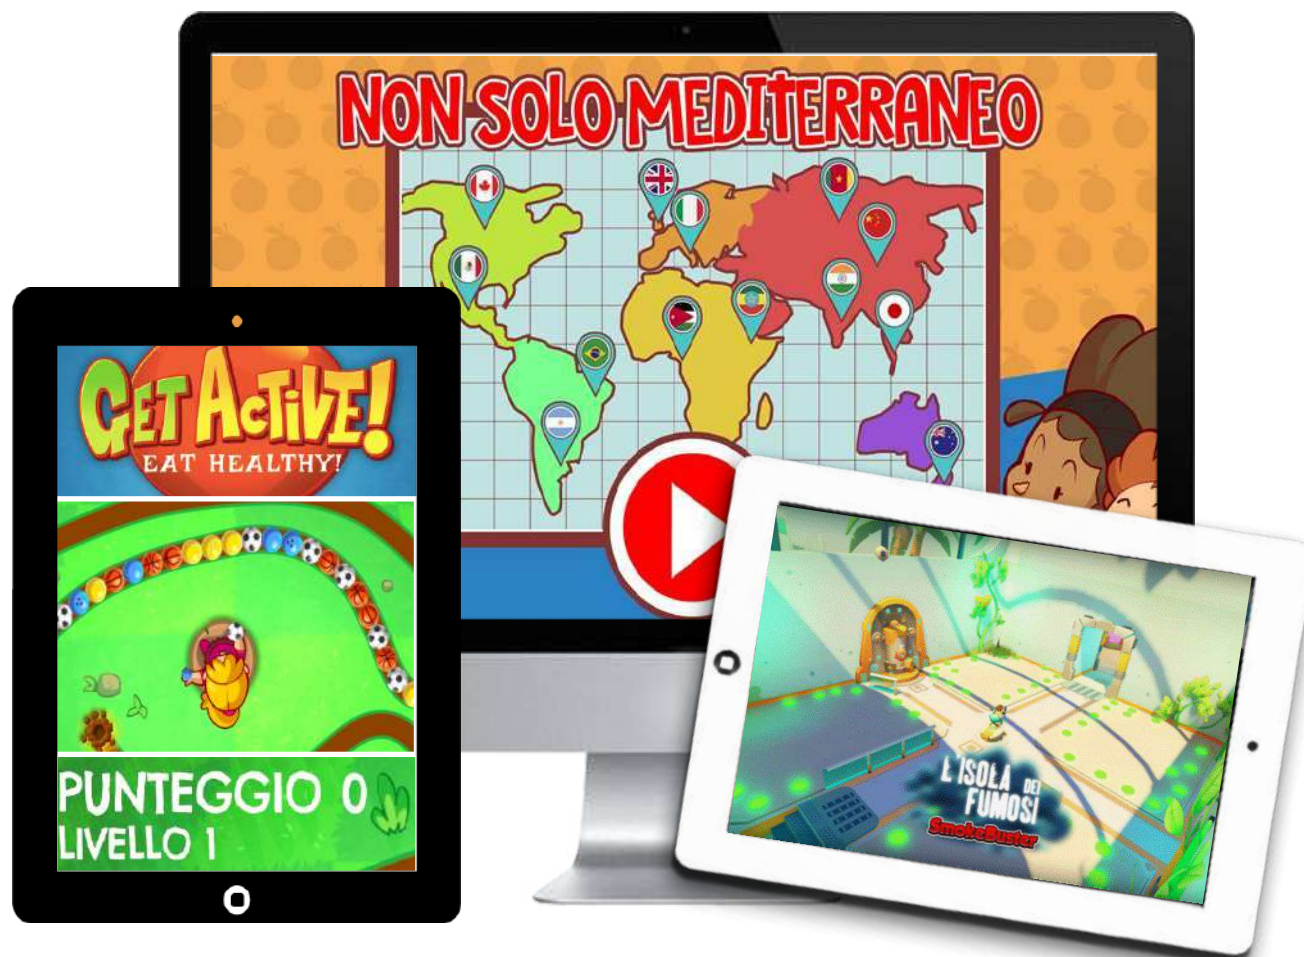 NON SOLO MEDITERRANEO
GET ACTIVE!
EAT HEALTHY!
PUNTEGGIO 0
LIVELLO 1
L'ISOLA DEI
FUMOSI
SmokeBuster